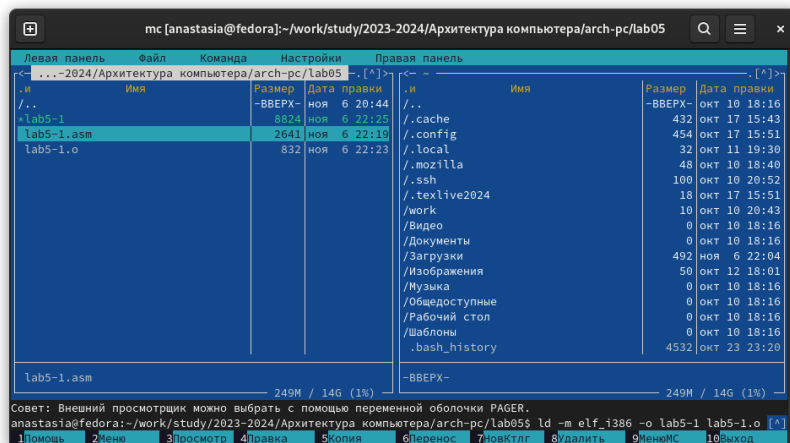 mc [anastasia@fedora]:~/work/study/2023-2024/Архитектура компьютера/arch-pc/lab05
Левая панель Файл Команда Настройки Правая панель
<— ...~2024/Архитектура компьютера/arch-pc/lab05 —.[^]>
.и Имя Размер Дата правки
/.. -ВВЕРХ- ноя 6 20:44
*lab5-1 8824 ноя 6 22:25
lab5-1.asm 2641 ноя 6 22:19
lab5-1.o 832 ноя 6 22:23
lab5-1.asm
249M / 14G (1%)
<— ~ —.[^]>
.и Имя Размер Дата правки
/.. -ВВЕРХ- окт 10 18:16
/.cache 432 окт 17 15:43
/.config 454 окт 17 15:51
/.local 32 окт 11 19:30
/.mozilla 48 окт 10 18:40
/.ssh 100 окт 10 20:52
/.texlive2024 18 окт 17 15:51
/work 10 окт 10 20:43
/Видео 0 окт 10 18:16
/Документы 0 окт 10 18:16
/Загрузки 492 ноя 6 22:04
/Изображения 50 окт 12 18:01
/Музыка 0 окт 10 18:16
/Общедоступные 0 окт 10 18:16
/Рабочий стол 0 окт 10 18:16
/Шаблоны 0 окт 10 18:16
.bash_history 4532 окт 23 23:20
-ВВЕРХ-
249M / 14G (1%)
Совет: Внешний просмотрщик можно выбрать с помощью переменной оболочки PAGER.
anastasia@fedora:~/work/study/2023-2024/Архитектура компьютера/arch-pc/lab05$ ld -m elf_i386 -o lab5-1 lab5-1.o [^]
1Помощь 2Меню 3Просмотр 4Правка 5Копия 6Перенос 7НовКтлг 8Удалить 9МенюМС 10Выход